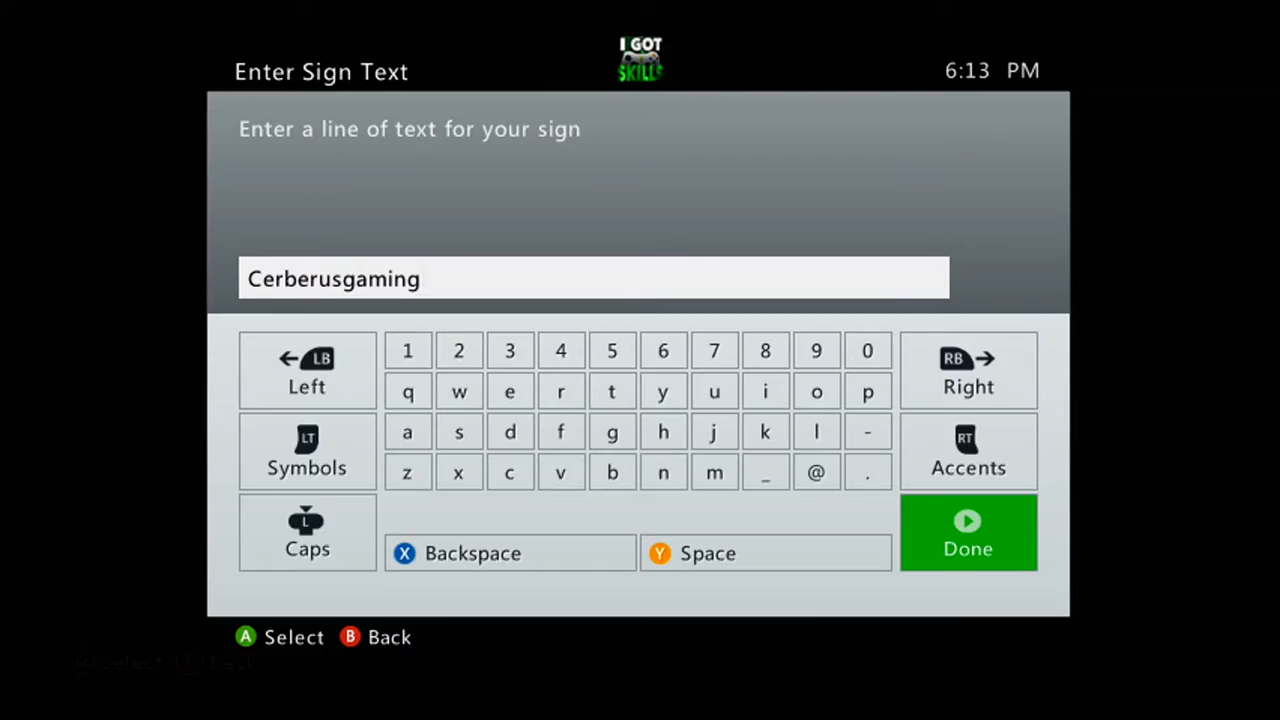 I GOT
SKILLS
Enter Sign Text
6:13 PM
Enter a line of text for your sign
Cerberusgaming
LB
Left
1 2 3 4 5 6 7 8 9 0
RB
Right
q w e r t y u i o p
LT
Symbols
a s d f g h j k l -
RT
Accents
z x c v b n m _ @ .
L
Caps
X Backspace
Y Space
Done
A Select B Back